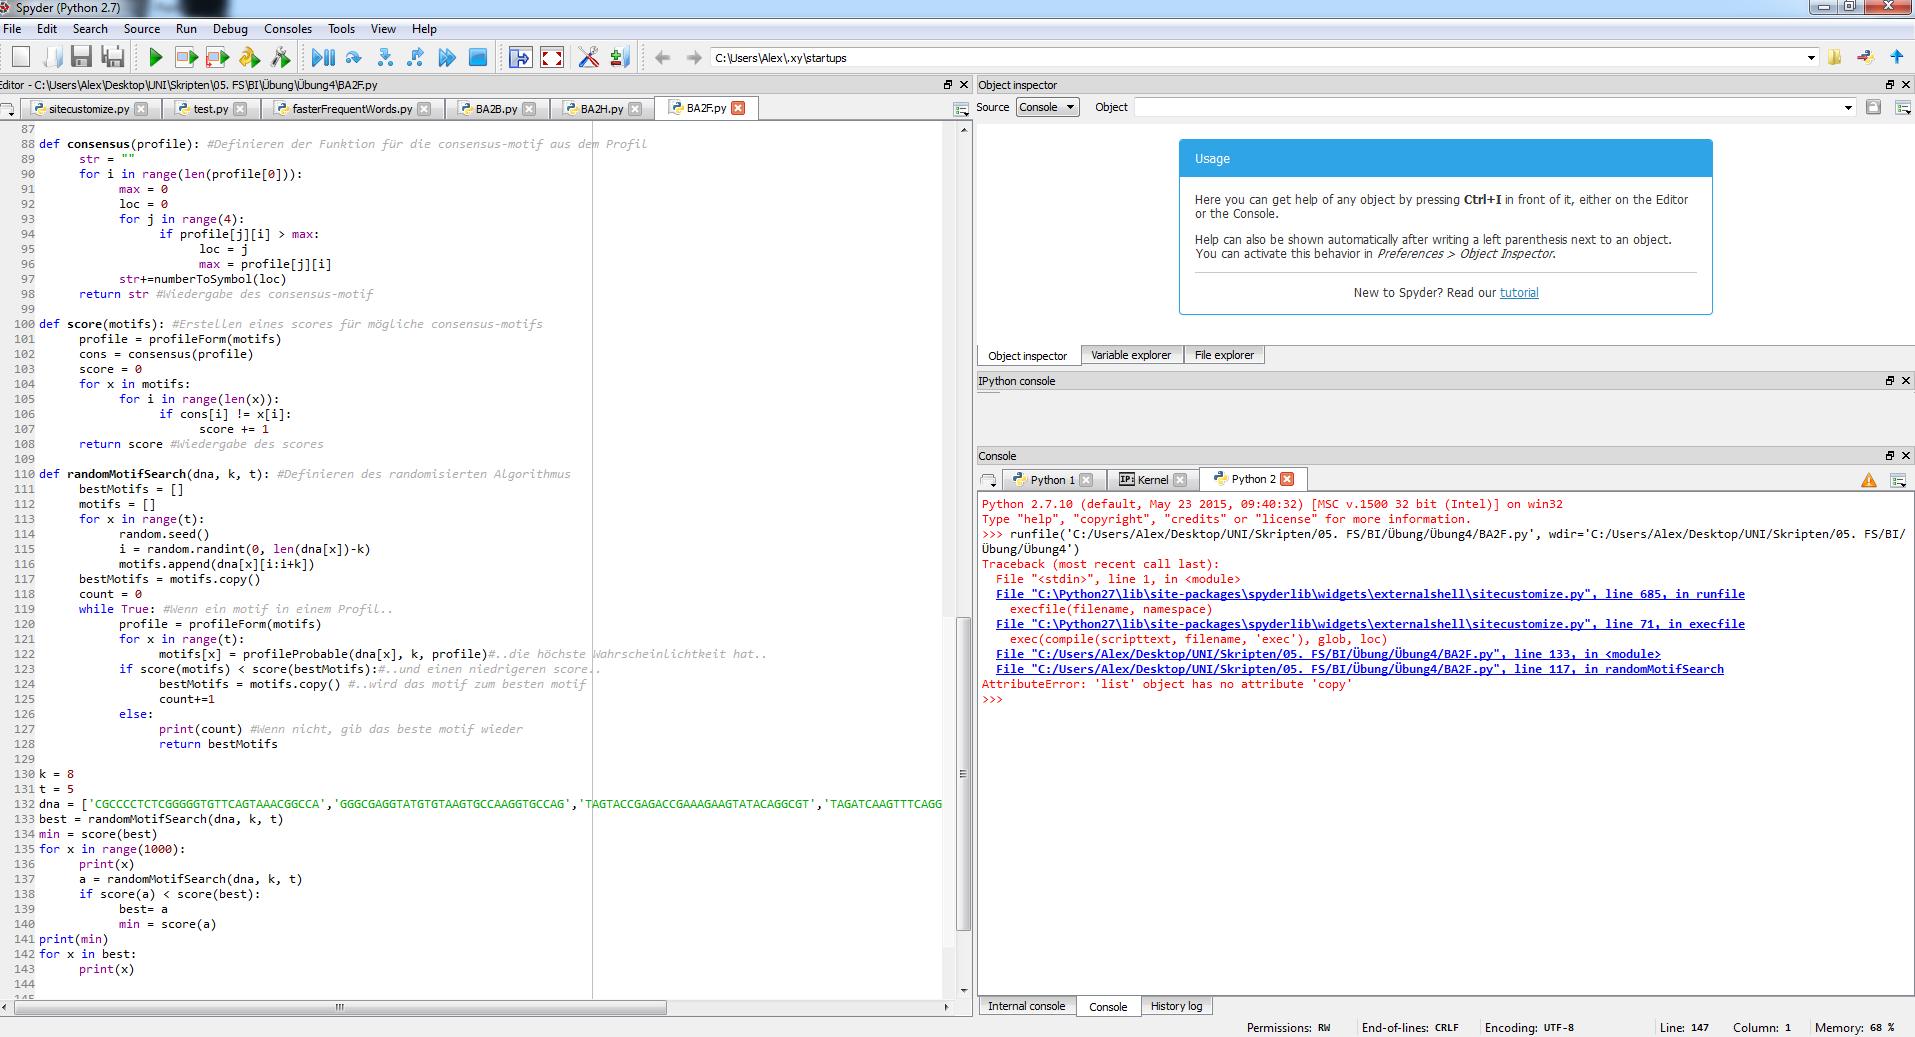 Spyder (Python 2.7)
File Edit Search Source Run Debug Consoles Tools View Help
C:\Users\Alex\.xy\startups
Editor - C:\Users\Alex\Desktop\UNI\Skripten\05. FS\BI\Übung\Übung4\BA2F.py
sitecustomize.py test.py fasterFrequentWords.py BA2B.py BA2H.py BA2F.py
87
88 def consensus(profile): #Definieren der Funktion für die consensus-motif aus dem Profil
89 str = ""
90 for i in range(len(profile[0])):
91 max = 0
92 loc = 0
93 for j in range(4):
94 if profile[j][i] > max:
95 loc = j
96 max = profile[j][i]
97 str+=numberToSymbol(loc)
98 return str #Wiedergabe des consensus-motif
99
100 def score(motifs): #Erstellen eines scores für mögliche consensus-motifs
101 profile = profileForm(motifs)
102 cons = consensus(profile)
103 score = 0
104 for x in motifs:
105 for i in range(len(x)):
106 if cons[i] != x[i]:
107 score += 1
108 return score #Wiedergabe des scores
109
110 def randomMotifSearch(dna, k, t): #Definieren des randomisierten Algorithmus
111 bestMotifs = []
112 motifs = []
113 for x in range(t):
114 random.seed()
115 i = random.randint(0, len(dna[x])-k)
116 motifs.append(dna[x][i:i+k])
117 bestMotifs = motifs.copy()
118 count = 0
119 while True: #Wenn ein motif in einem Profil..
120 profile = profileForm(motifs)
121 for x in range(t):
122 motifs[x] = profileProbable(dna[x], k, profile)#..die höchste Wahrscheinlichtkeit hat..
123 if score(motifs) < score(bestMotifs):#..und einen niedrigeren score..
124 bestMotifs = motifs.copy() #..wird das motif zum besten motif
125 count+=1
126 else:
127 print(count) #Wenn nicht, gib das beste motif wieder
128 return bestMotifs
129
130 k = 8
131 t = 5
132 dna = ['CGCCCCTCTCGGGGGTGTTCAGTAAACGGCCA','GGGCGAGGTATGTGTAAGTGCCAAGGTGCCAG','TAGTACCGAGACCGAAAGAAGTATACAGGCGT','TAGATCAAGTTTCAGG
133 best = randomMotifSearch(dna, k, t)
134 min = score(best)
135 for x in range(1000):
136 print(x)
137 a = randomMotifSearch(dna, k, t)
138 if score(a) < score(best):
139 best= a
140 min = score(a)
141 print(min)
142 for x in best:
143 print(x)
144
145
Object inspector
Source Console Object
Usage
Here you can get help of any object by pressing Ctrl+I in front of it, either on the Editor
or the Console.
Help can also be shown automatically after writing a left parenthesis next to an object.
You can activate this behavior in Preferences > Object Inspector.
New to Spyder? Read our tutorial
Object inspector Variable explorer File explorer
IPython console
Console
Python 1 IP: Kernel Python 2
Python 2.7.10 (default, May 23 2015, 09:40:32) [MSC v.1500 32 bit (Intel)] on win32
Type "help", "copyright", "credits" or "license" for more information.
>>> runfile('C:/Users/Alex/Desktop/UNI/Skripten/05. FS/BI/Übung/Übung4/BA2F.py', wdir='C:/Users/Alex/Desktop/UNI/Skripten/05. FS/BI/
Übung/Übung4')
Traceback (most recent call last):
File "<stdin>", line 1, in <module>
File "C:\Python27\lib\site-packages\spyderlib\widgets\externalshell\sitecustomize.py", line 685, in runfile
execfile(filename, namespace)
File "C:\Python27\lib\site-packages\spyderlib\widgets\externalshell\sitecustomize.py", line 71, in execfile
exec(compile(scripttext, filename, 'exec'), glob, loc)
File "C:/Users/Alex/Desktop/UNI/Skripten/05. FS/BI/Übung/Übung4/BA2F.py", line 133, in <module>
File "C:/Users/Alex/Desktop/UNI/Skripten/05. FS/BI/Übung/Übung4/BA2F.py", line 117, in randomMotifSearch
AttributeError: 'list' object has no attribute 'copy'
>>>
Internal console Console History log
Permissions: RW End-of-lines: CRLF Encoding: UTF-8 Line: 147 Column: 1 Memory: 68 %